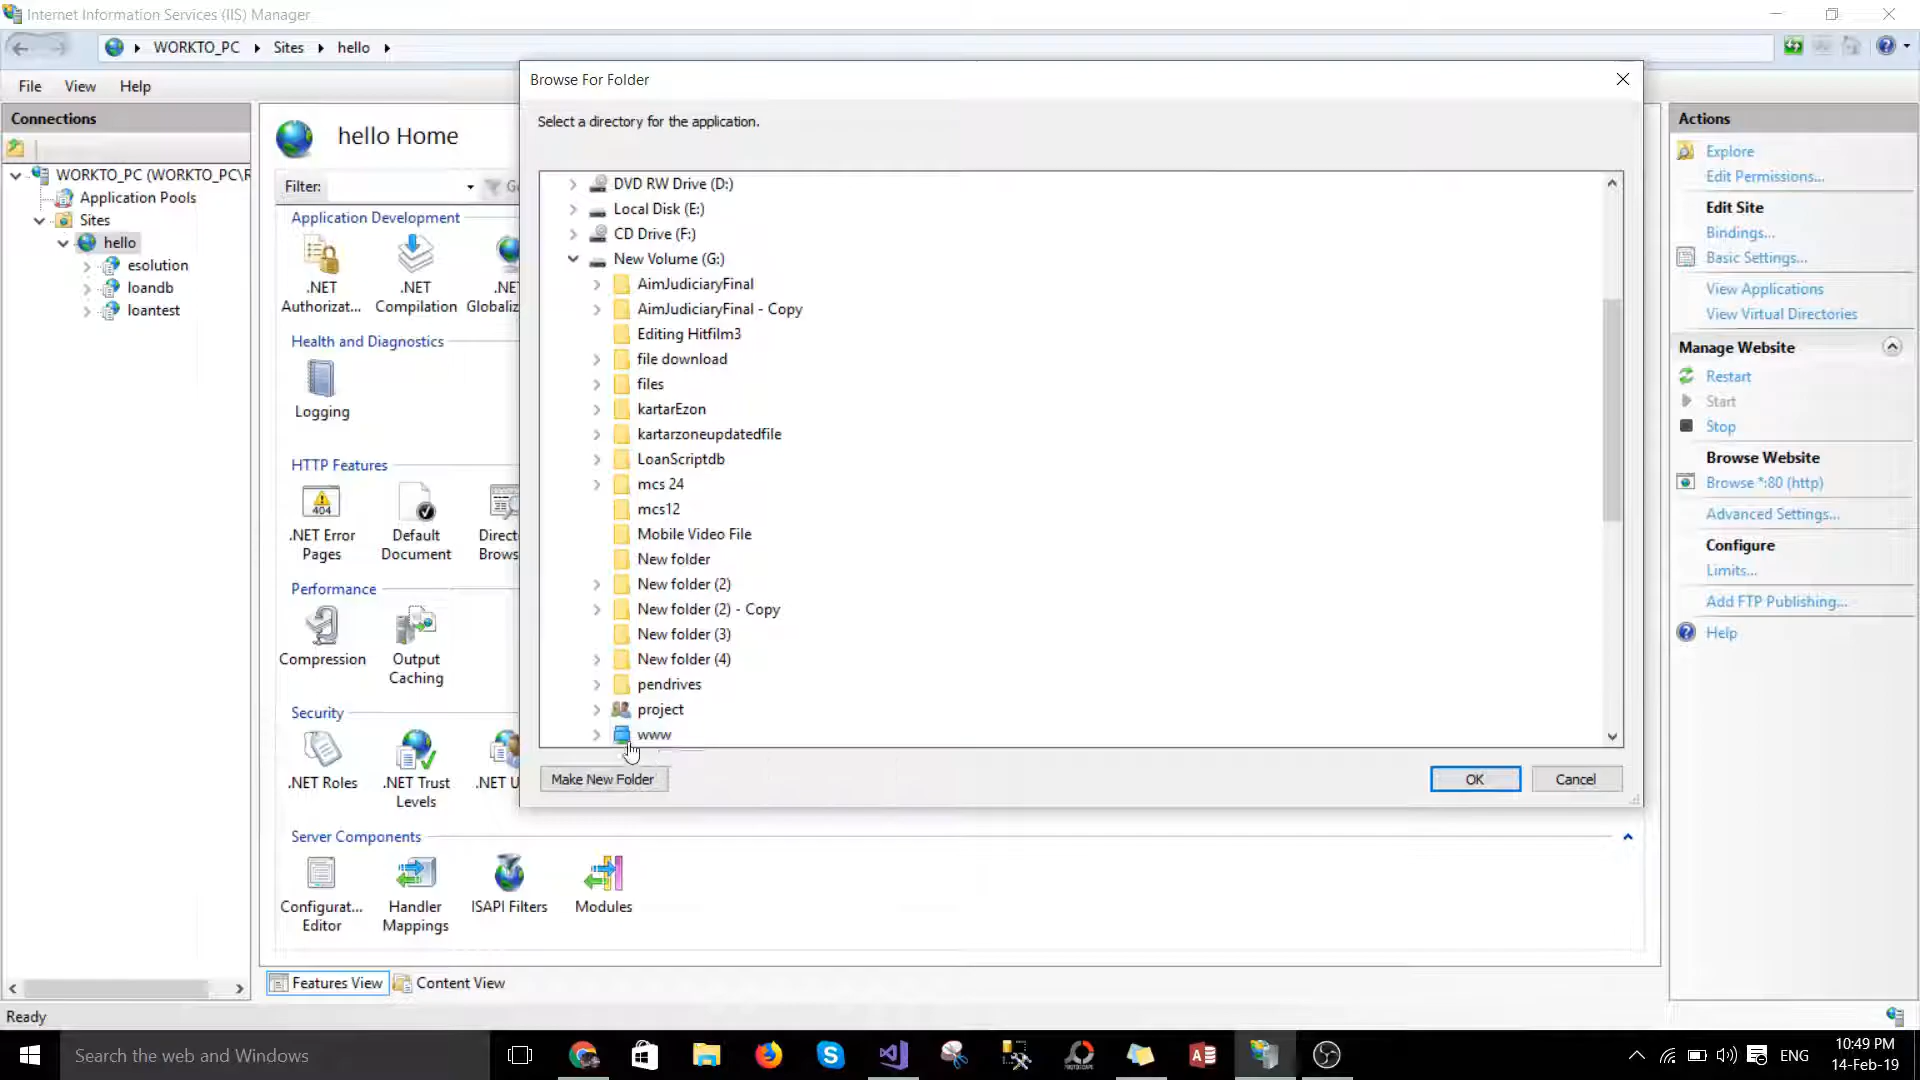 Internet Information Services (IIS) Manager
WORKTO_PC
Sites
hello
File
View
Help
Connections
WORKTO_PC (WORKTO_PC\R
Application Pools
Sites
hello
esolution
loandb
loantest
hello Home
Filter:
Application Development
.NET
Authorizat...
.NET
Compilation
.NET
Globaliz
Health and Diagnostics
Logging
HTTP Features
.NET Error
Pages
Default
Document
Direct
Brows
Performance
Compression
Output
Caching
Security
.NET Roles
.NET Trust
Levels
.NET U
Server Components
Configurat...
Editor
Handler
Mappings
ISAPI Filters
Modules
Features View
Content View
Ready
Browse For Folder
Select a directory for the application.
DVD RW Drive (D:)
Local Disk (E:)
CD Drive (F:)
New Volume (G:)
AimJudiciaryFinal
AimJudiciaryFinal - Copy
Editing Hitfilm3
file download
files
kartarEzon
kartarzoneupdatedfile
LoanScriptdb
mcs 24
mcs12
Mobile Video File
New folder
New folder (2)
New folder (2) - Copy
New folder (3)
New folder (4)
pendrives
project
www
Make New Folder
OK
Cancel
Actions
Explore
Edit Permissions...
Edit Site
Bindings...
Basic Settings...
View Applications
View Virtual Directories
Manage Website
Restart
Start
Stop
Browse Website
Browse *:80 (http)
Advanced Settings...
Configure
Limits...
Add FTP Publishing...
Help
Search the web and Windows
ENG
10:49 PM
14-Feb-19